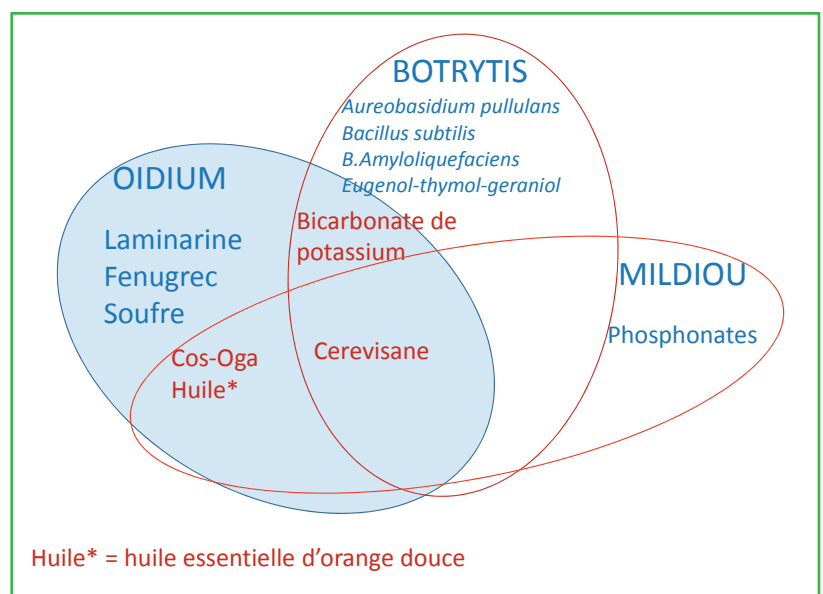 BOTRYTIS
Aureobasidium pullulans
Bacillus subtilis
B.Amyloliquefaciens
Eugenol-thymol-geraniol
OIDIUM
Laminarine
Fenugrec
Soufre
Bicarbonate de
potassium
MILDIOU
Phosphonates
Cos-Oga
Huile*
Cerevisane
Huile* = huile essentielle d'orange douce